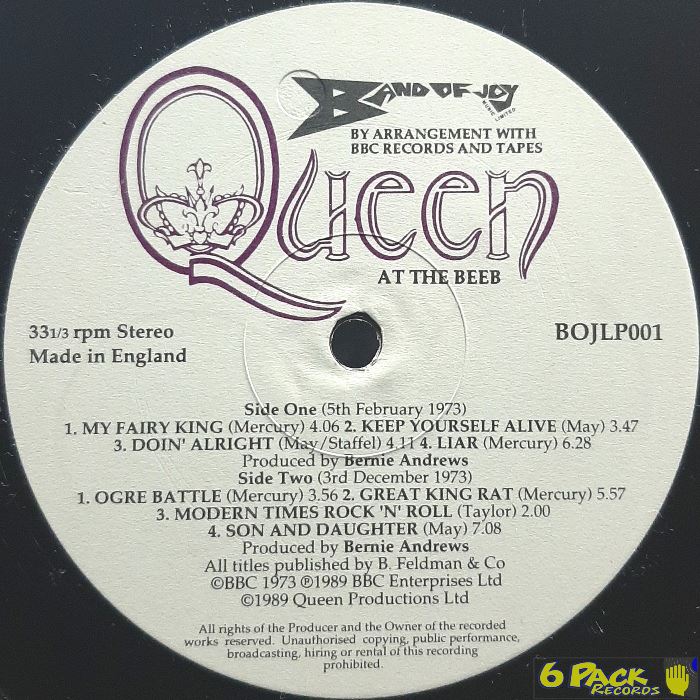 BAND OF JOY
MUSIC LIMITED
BY ARRANGEMENT WITH
BBC RECORDS AND TAPES
Queen
AT THE BEEB
33 1/3 rpm Stereo
Made in England
BOJLP001
Side One (5th February 1973)
1. MY FAIRY KING (Mercury) 4.06 2. KEEP YOURSELF ALIVE (May) 3.47
3. DOIN' ALRIGHT (May/Staffel) 4.11 4. LIAR (Mercury) 6.28
Produced by Bernie Andrews
Side Two (3rd December 1973)
1. OGRE BATTLE (Mercury) 3.56 2. GREAT KING RAT (Mercury) 5.57
3. MODERN TIMES ROCK 'N' ROLL (Taylor) 2.00
4. SON AND DAUGHTER (May) 7.08
Produced by Bernie Andrews
All titles published by B. Feldman & Co
©BBC 1973 ℗1989 BBC Enterprises Ltd
©1989 Queen Productions Ltd
All rights of the Producer and the Owner of the recorded
works reserved. Unauthorised copying, public performance,
broadcasting, hiring or rental of this recording
prohibited.
6 PACK
RECORDS